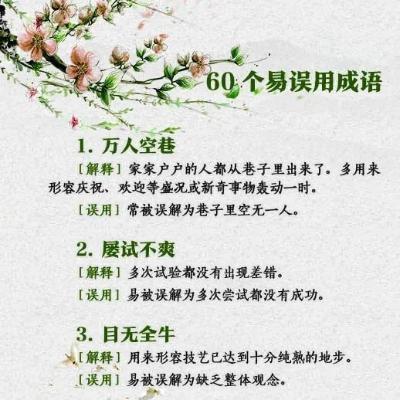 60个易误用成语
1. 万人空巷
[解释] 家家户户的人都从巷子里出来了。多用来
形容庆祝、欢迎等盛况或新奇事物轰动一时。
[误用] 常被误解为巷子里空无一人。
2. 屡试不爽
[解释] 多次试验都没有出现差错。
[误用] 易被误解为多次尝试都没有成功。
3. 目无全牛
[解释] 用来形容技艺已达到十分纯熟的地步。
[误用] 易被误解为缺乏整体观念。